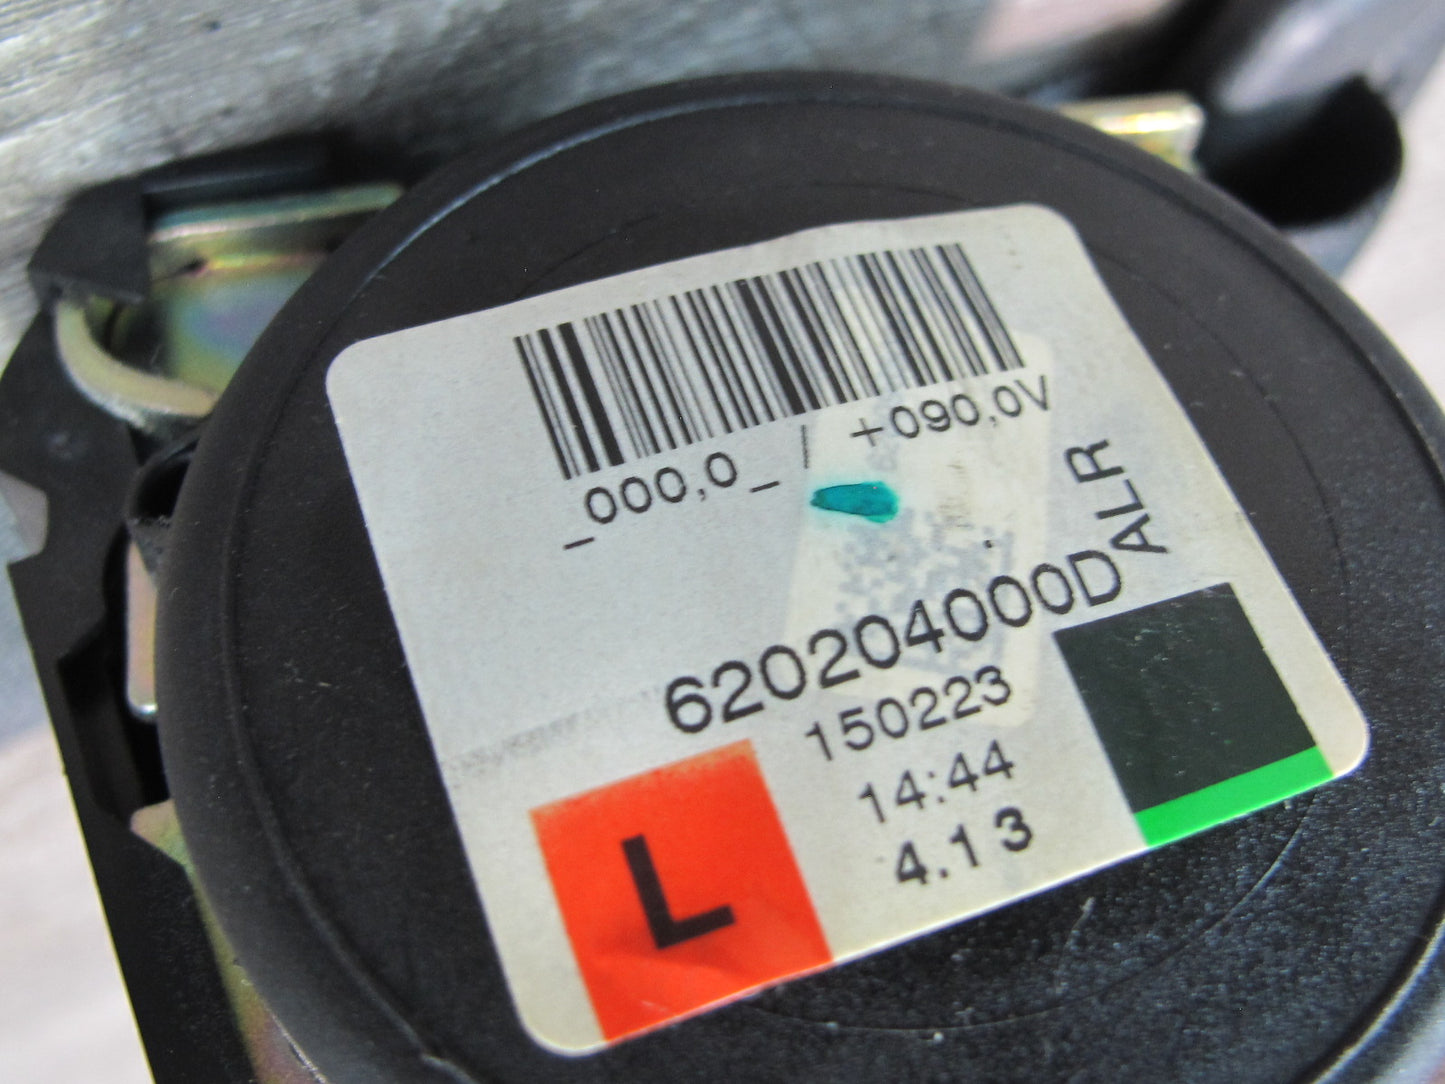 _000,0_ | +090,0V
ALR
620204000D
150223
14:44
4.13
L